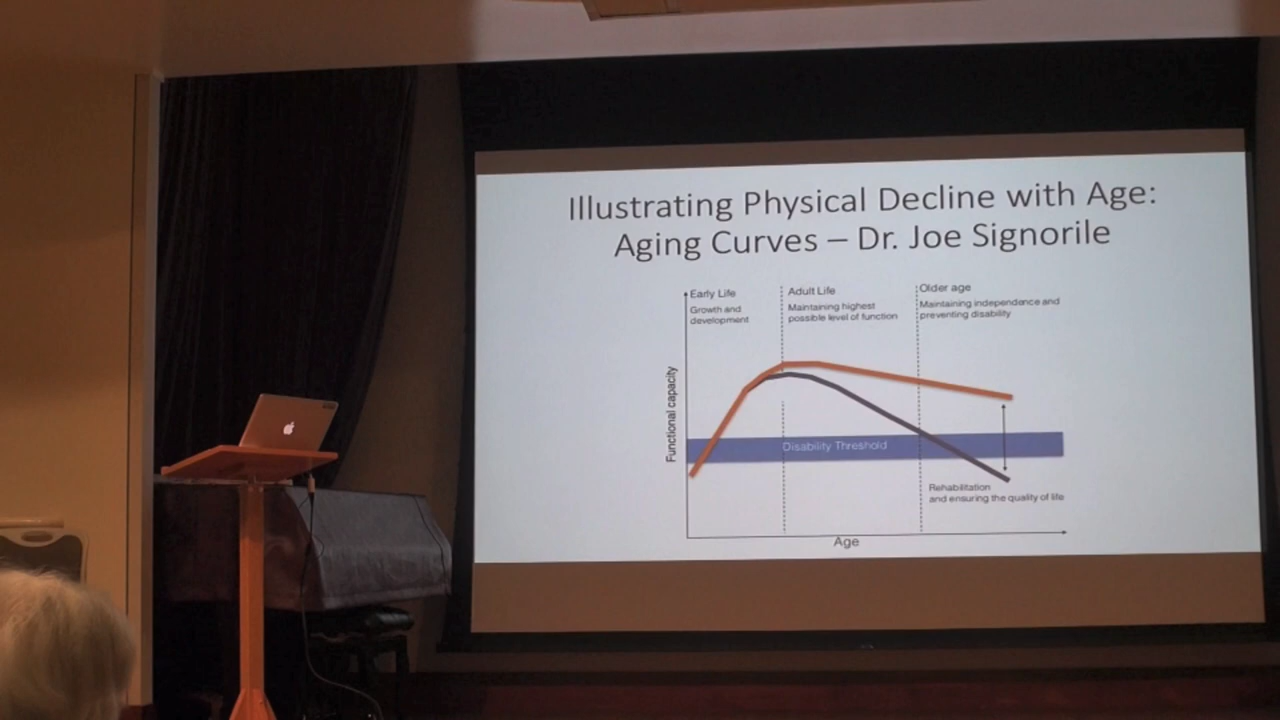 Illustrating Physical Decline with Age:
Aging Curves – Dr. Joe Signorile
Early Life
Growth and
development
Adult Life
Maintaining highest
possible level of function
Older age
Maintaining independence and
preventing disability
Functional capacity
Disability Threshold
Rehabilitation
and ensuring the quality of life
Age